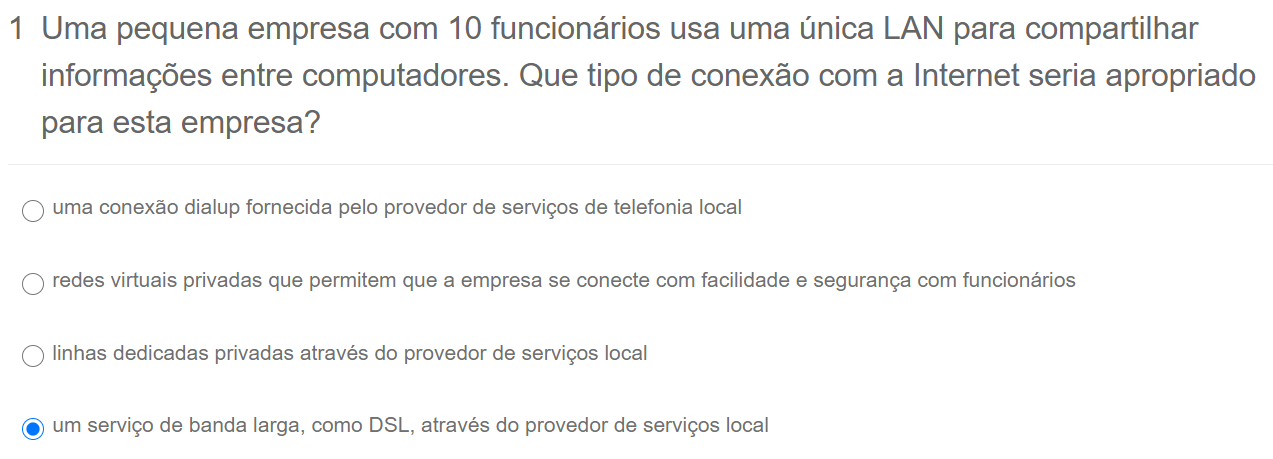 1 Uma pequena empresa com 10 funcionários usa uma única LAN para compartilhar
informações entre computadores. Que tipo de conexão com a Internet seria apropriado
para esta empresa?
uma conexão dialup fornecida pelo provedor de serviços de telefonia local
redes virtuais privadas que permitem que a empresa se conecte com facilidade e segurança com funcionários
linhas dedicadas privadas através do provedor de serviços local
um serviço de banda larga, como DSL, através do provedor de serviços local